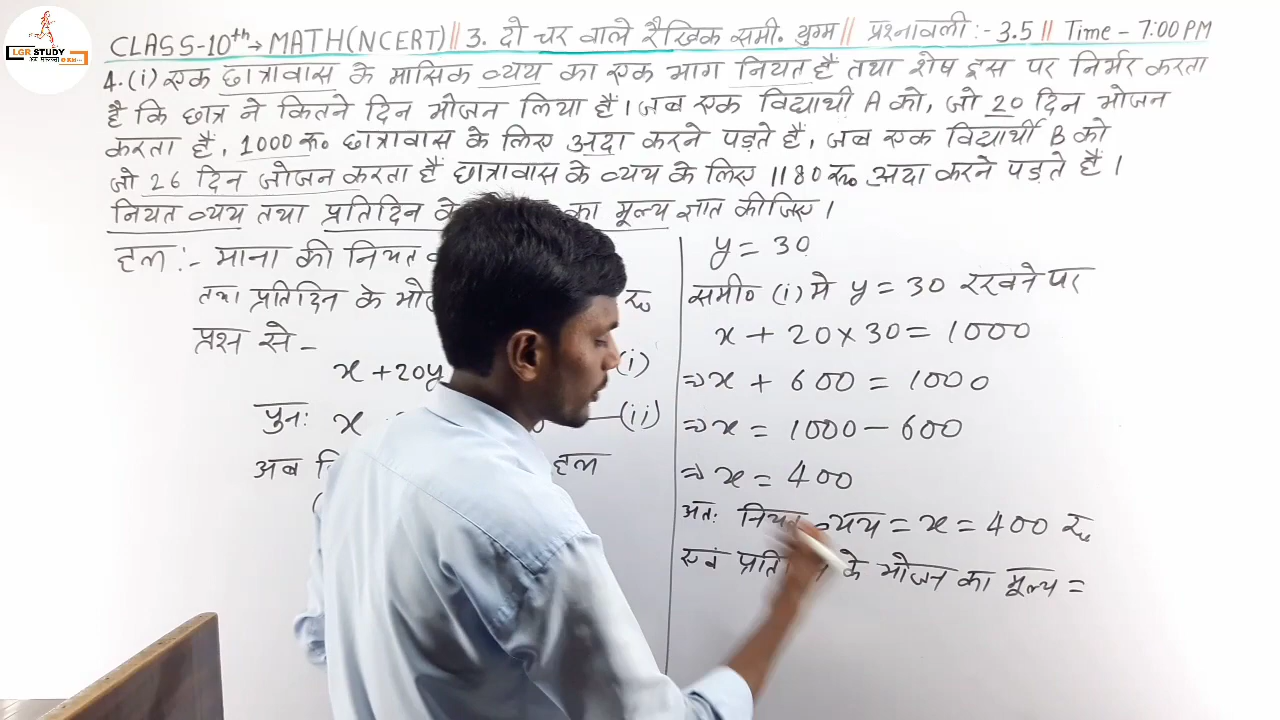 LGR STUDY
CLASS-10th → MATH(NCERT) || 3. दो चर वाले रैखिक समी. युग्म || प्रश्नावली :- 3.5 || Time - 7:00 PM
4.(i) एक छात्रावास के मासिक व्यय का एक भाग नियत है तथा शेष इस पर निर्भर करता
है कि छात्र ने कितने दिन भोजन लिया है। जब एक विद्यार्थी A को, जो 20 दिन भोजन
करता है, 1000 रू० छात्रावास के लिए अदा करने पड़ते हैं, जब एक विद्यार्थी B को
जो 26 दिन भोजन करता है छात्रावास के व्यय के लिए 1180 रू० अदा करने पड़ते हैं।
नियत व्यय तथा प्रतिदिन के का मूल्य ज्ञात कीजिए।
हल :- माना की नियत
तथा प्रतिदिन के रु
प्रश्न से -
x + 20y (i)
पुनः x (ii)
अब हल
y = 30
समी० (i) मे y = 30 रखने पर
x + 20 × 30 = 1000
⇒ x + 600 = 1000
⇒ x = 1000 - 600
⇒ x = 400
अतः नियत व्यय = x = 400 रु
एवं के भोजन का मूल्य =